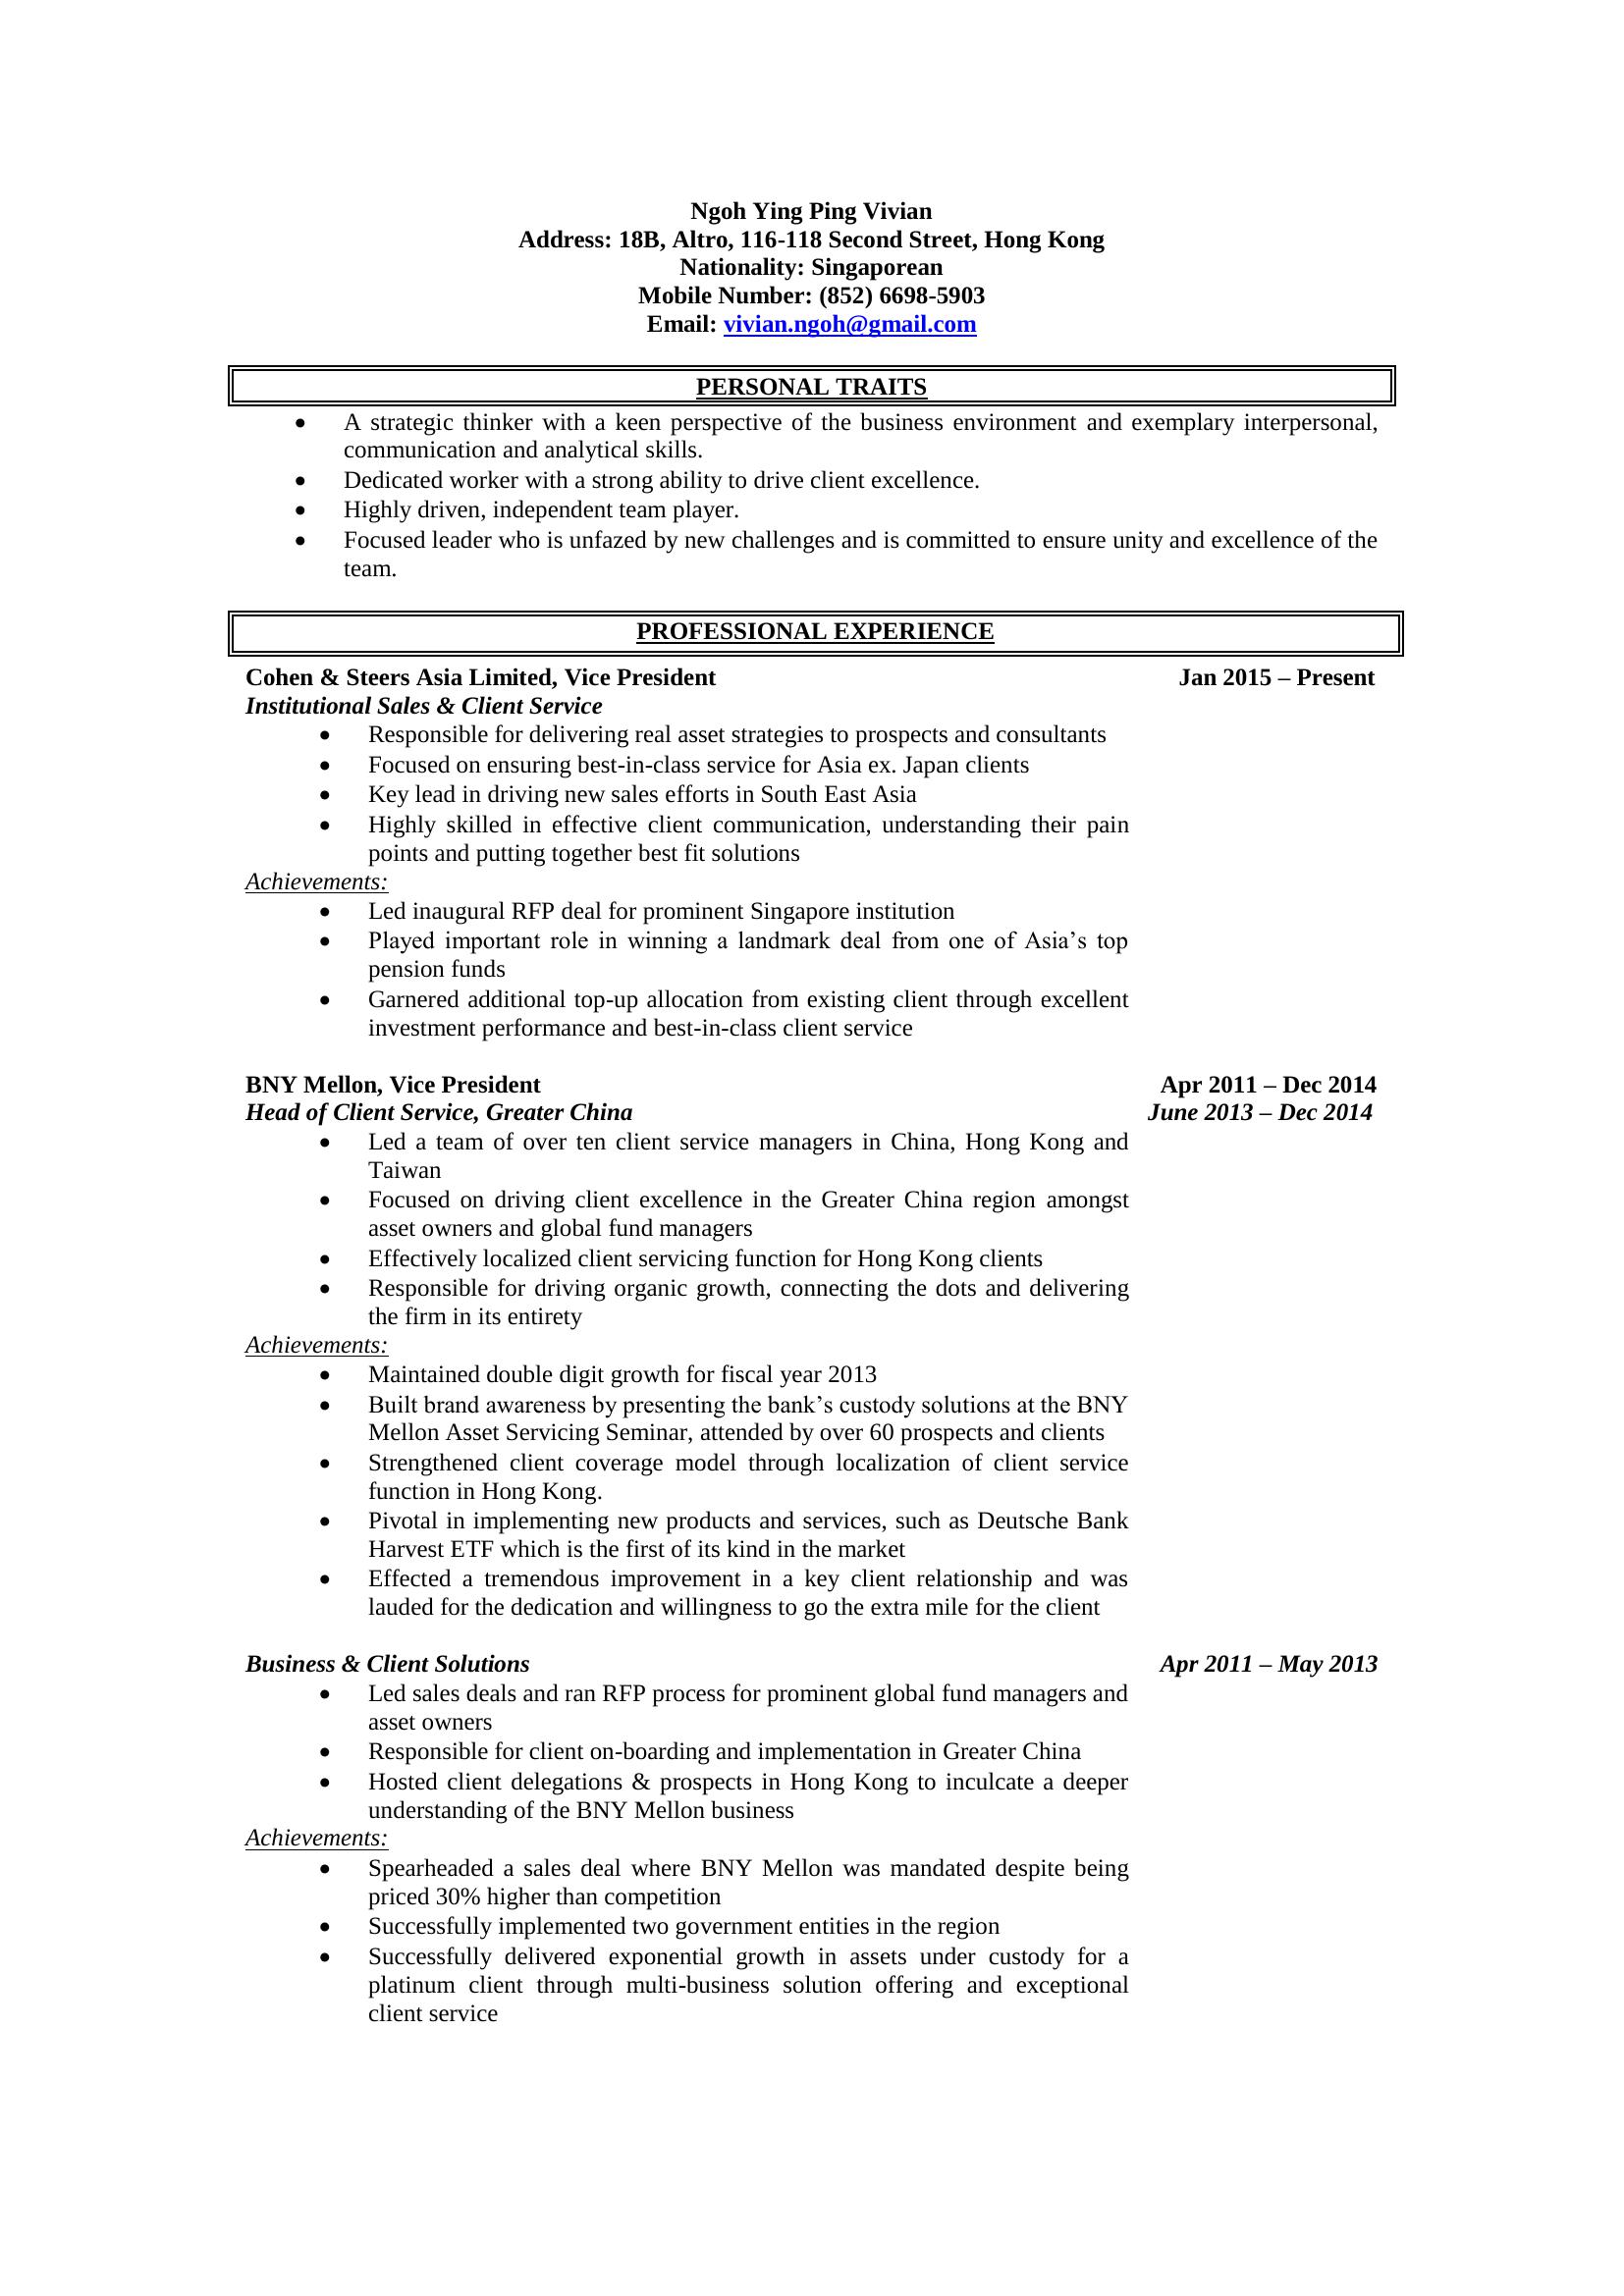 Ngoh Ying Ping Vivian
Address: 18B, Altro, 116-118 Second Street, Hong Kong
Nationality: Singaporean
Mobile Number: (852) 6698-5903
Email: vivian.ngoh@gmail.com
PERSONAL TRAITS
• A strategic thinker with a keen perspective of the business environment and exemplary interpersonal,
communication and analytical skills.
• Dedicated worker with a strong ability to drive client excellence.
• Highly driven, independent team player.
• Focused leader who is unfazed by new challenges and is committed to ensure unity and excellence of the
team.
PROFESSIONAL EXPERIENCE
Cohen & Steers Asia Limited, Vice President Jan 2015 – Present
Institutional Sales & Client Service
• Responsible for delivering real asset strategies to prospects and consultants
• Focused on ensuring best-in-class service for Asia ex. Japan clients
• Key lead in driving new sales efforts in South East Asia
• Highly skilled in effective client communication, understanding their pain
points and putting together best fit solutions
Achievements:
• Led inaugural RFP deal for prominent Singapore institution
• Played important role in winning a landmark deal from one of Asia’s top
pension funds
• Garnered additional top-up allocation from existing client through excellent
investment performance and best-in-class client service
BNY Mellon, Vice President Apr 2011 – Dec 2014
Head of Client Service, Greater China June 2013 – Dec 2014
• Led a team of over ten client service managers in China, Hong Kong and
Taiwan
• Focused on driving client excellence in the Greater China region amongst
asset owners and global fund managers
• Effectively localized client servicing function for Hong Kong clients
• Responsible for driving organic growth, connecting the dots and delivering
the firm in its entirety
Achievements:
• Maintained double digit growth for fiscal year 2013
• Built brand awareness by presenting the bank’s custody solutions at the BNY
Mellon Asset Servicing Seminar, attended by over 60 prospects and clients
• Strengthened client coverage model through localization of client service
function in Hong Kong.
• Pivotal in implementing new products and services, such as Deutsche Bank
Harvest ETF which is the first of its kind in the market
• Effected a tremendous improvement in a key client relationship and was
lauded for the dedication and willingness to go the extra mile for the client
Business & Client Solutions Apr 2011 – May 2013
• Led sales deals and ran RFP process for prominent global fund managers and
asset owners
• Responsible for client on-boarding and implementation in Greater China
• Hosted client delegations & prospects in Hong Kong to inculcate a deeper
understanding of the BNY Mellon business
Achievements:
• Spearheaded a sales deal where BNY Mellon was mandated despite being
priced 30% higher than competition
• Successfully implemented two government entities in the region
• Successfully delivered exponential growth in assets under custody for a
platinum client through multi-business solution offering and exceptional
client service